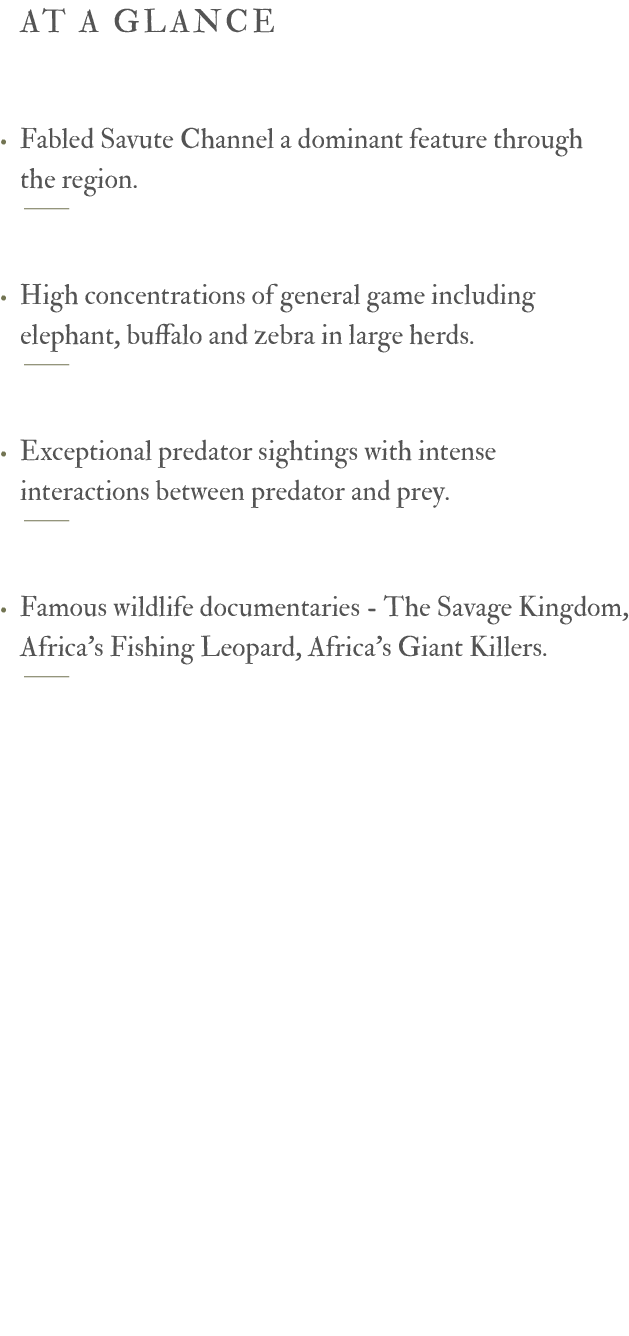 AT A GLANCE
• Fabled Savute Channel a dominant feature through
the region.
• High concentrations of general game including
elephant, buffalo and zebra in large herds.
• Exceptional predator sightings with intense
interactions between predator and prey.
• Famous wildlife documentaries - The Savage Kingdom,
Africa’s Fishing Leopard, Africa’s Giant Killers.